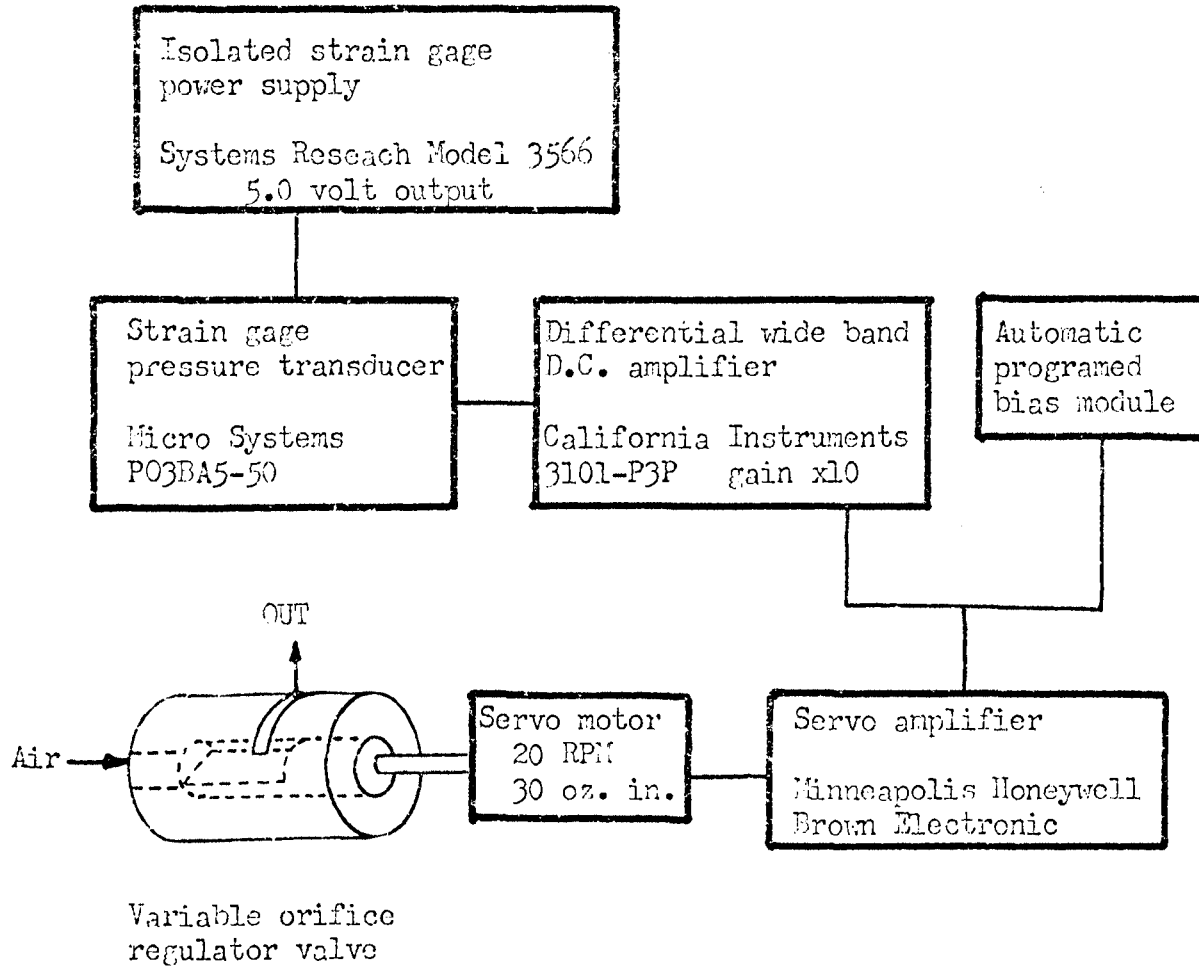 Isolated strain gage
power supply
Systems Reseach Model 3566
5.0 volt output
Strain gage
pressure transducer
Micro Systems
PO3BA5-50
Differential wide band
D.C. amplifier
California Instruments
3101-P3P gain x10
Automatic
programed
bias module
OUT
Air
Servo motor
20 RPM
30 oz. in.
Servo amplifier
Minneapolis Honeywell
Brown Electronic
Variable orifice
regulator valve